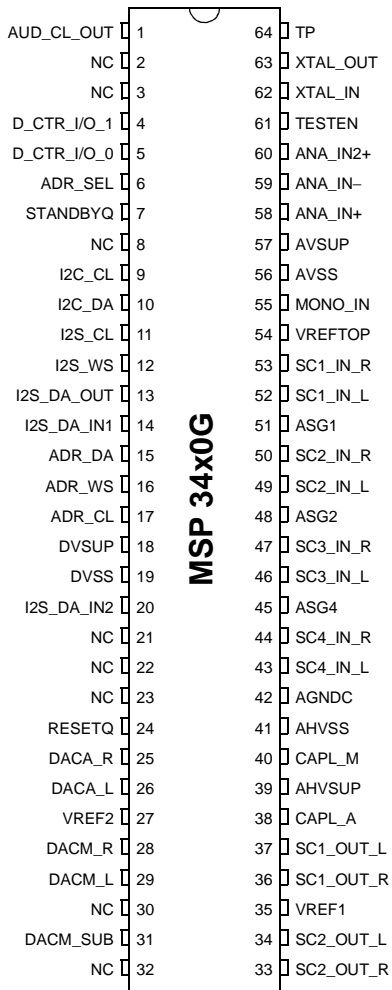 AUD_CL_OUT 1 64 TP
NC 2 63 XTAL_OUT
NC 3 62 XTAL_IN
D_CTR_I/O_1 4 61 TESTEN
D_CTR_I/O_0 5 60 ANA_IN2+
ADR_SEL 6 59 ANA_IN−
STANDBYQ 7 58 ANA_IN+
NC 8 57 AVSUP
I2C_CL 9 56 AVSS
I2C_DA 10 55 MONO_IN
I2S_CL 11 54 VREFTOP
I2S_WS 12 53 SC1_IN_R
I2S_DA_OUT 13 52 SC1_IN_L
I2S_DA_IN1 14 51 ASG1
ADR_DA 15 50 SC2_IN_R
ADR_WS 16 49 SC2_IN_L
ADR_CL 17 48 ASG2
DVSUP 18 47 SC3_IN_R
DVSS 19 46 SC3_IN_L
I2S_DA_IN2 20 45 ASG4
NC 21 44 SC4_IN_R
NC 22 43 SC4_IN_L
NC 23 42 AGNDC
RESETQ 24 41 AHVSS
DACA_R 25 40 CAPL_M
DACA_L 26 39 AHVSUP
VREF2 27 38 CAPL_A
DACM_R 28 37 SC1_OUT_L
DACM_L 29 36 SC1_OUT_R
NC 30 35 VREF1
DACM_SUB 31 34 SC2_OUT_L
NC 32 33 SC2_OUT_R
MSP 34x0G